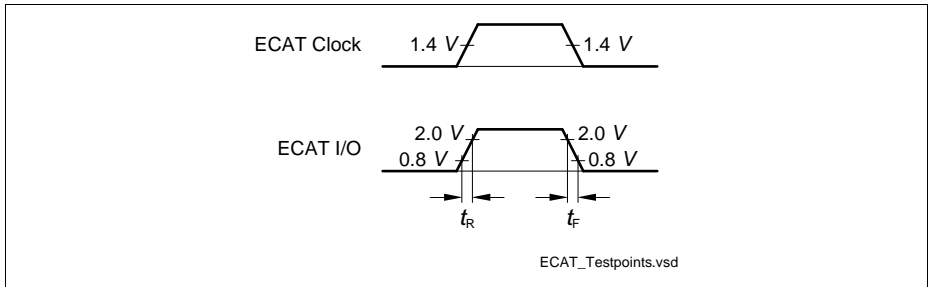 ECAT Clock
1.4 V
1.4 V
ECAT I/O
2.0 V
2.0 V
0.8 V
0.8 V
tR
tF
ECAT_Testpoints.vsd